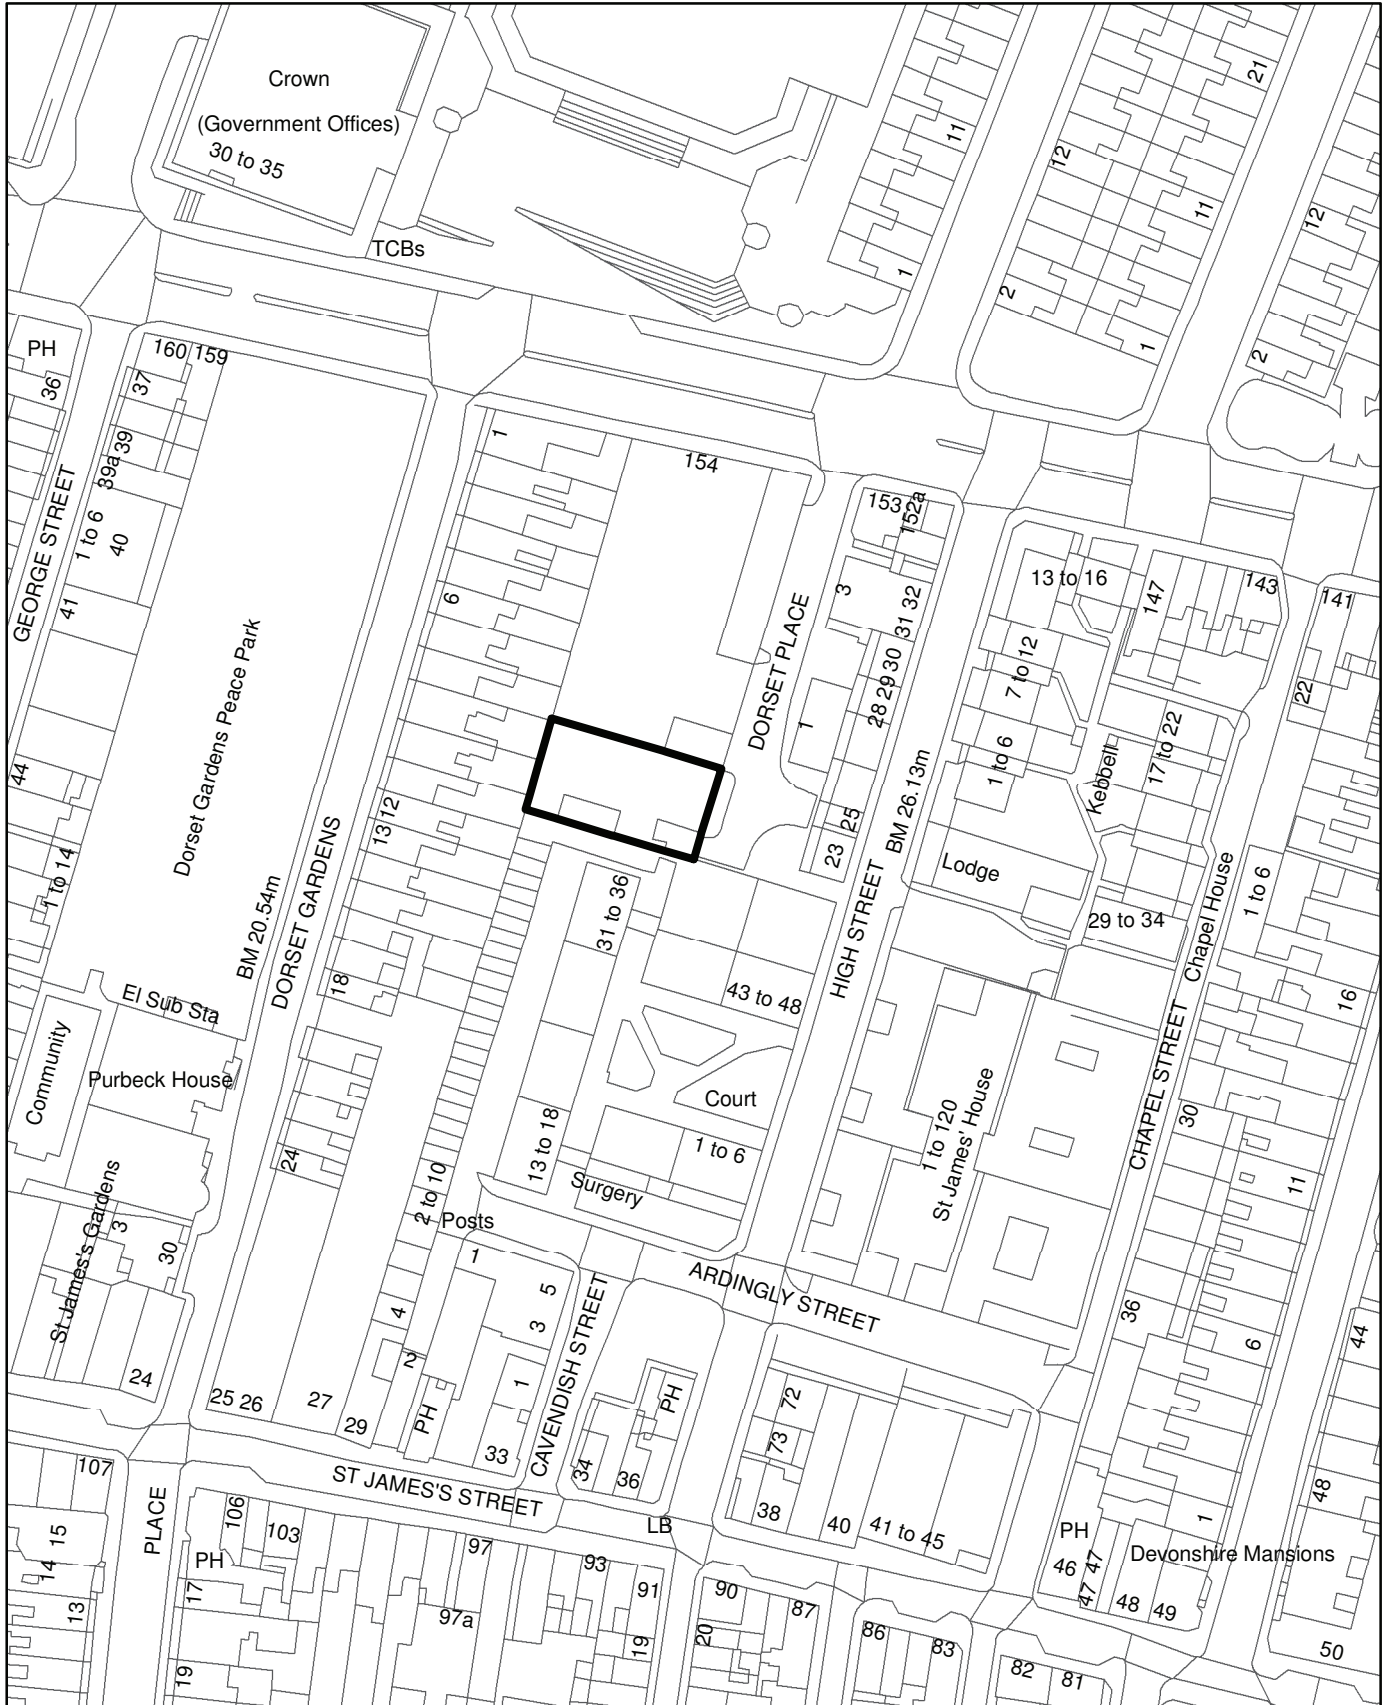 Crown
(Government Offices)
30 to 35
TCBs
21
11
12
11
12
1
2
1
2
PH
36
160
159
37
39
39a
1 to 6
40
41
GEORGE STREET
44
1 to 14
Dorset Gardens Peace Park
BM 20.54m
DORSET GARDENS
1
6
12
13
18
24
154
DORSET PLACE
153
152a
3
32
31
30
29
28
1
25
23
BM 26.13m
HIGH STREET
13 to 16
7 to 12
1 to 6
147
143
141
22
17 to 22
Kebbell
Lodge
29 to 34
Chapel House
1 to 6
16
31 to 36
43 to 48
Court
1 to 6
13 to 18
Surgery
El Sub Sta
Community
Purbeck House
St James's Gardens
3
30
24
2 to 10
Posts
1
5
3
1
4
2
PH
33
25
26
27
29
CAVENDISH STREET
ARDINGLY STREET
1 to 120
St James' House
CHAPEL STREET
30
11
36
6
44
48
1
PH
34
36
72
73
38
40
41 to 45
PH
46
47
47
48
49
Devonshire Mansions
50
ST JAMES'S STREET
LB
PLACE
107
15
14
13
106
103
PH
17
19
97
97a
93
91
19
90
87
20
86
83
82
81